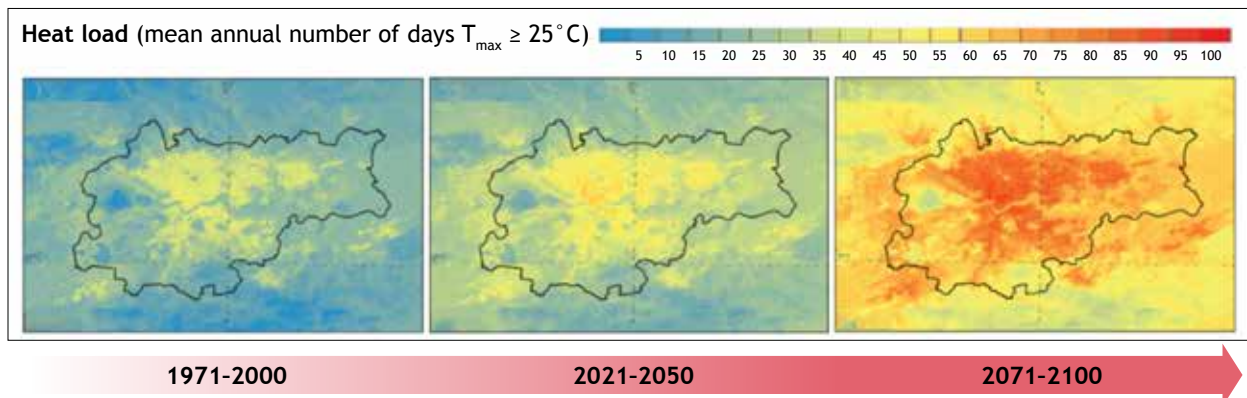 Heat load (mean annual number of days Tmax ≥ 25°C)
5 10 15 20 25 30 35 40 45 50 55 60 65 70 75 80 85 90 95 100
1971–2000 2021–2050 2071–2100